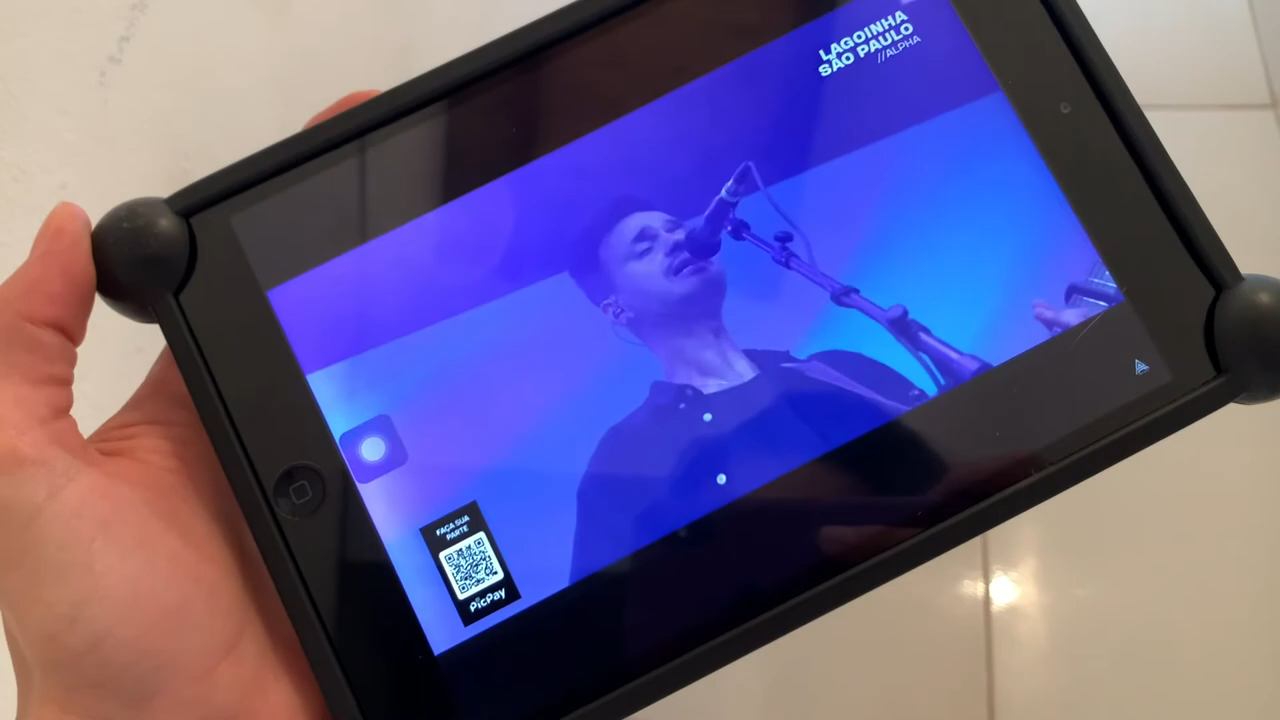 LAGOINHA
SÃO PAULO
//ALPHA
FAÇA SUA
PARTE
PicPay